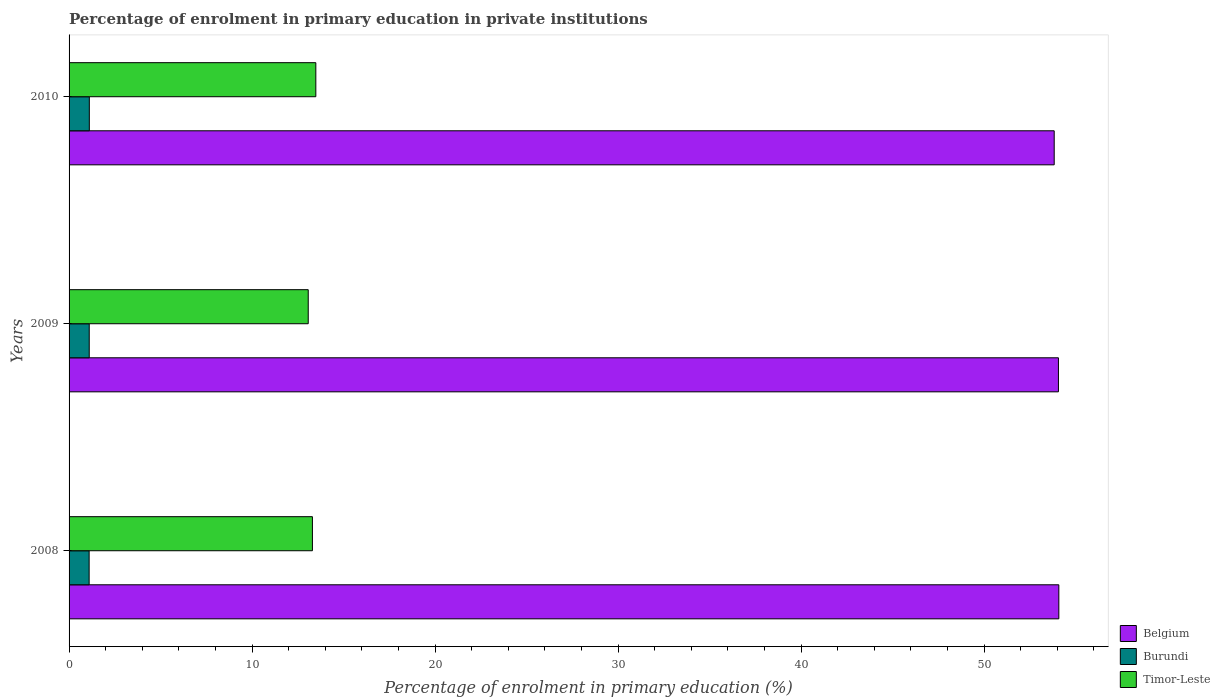 Percentage of enrolment in primary education in private institutions
2010
2009
2008
Years
0
10
20
30
40
50
Percentage of enrolment in primary education (%)
Belgium
Burundi
Timor-Leste